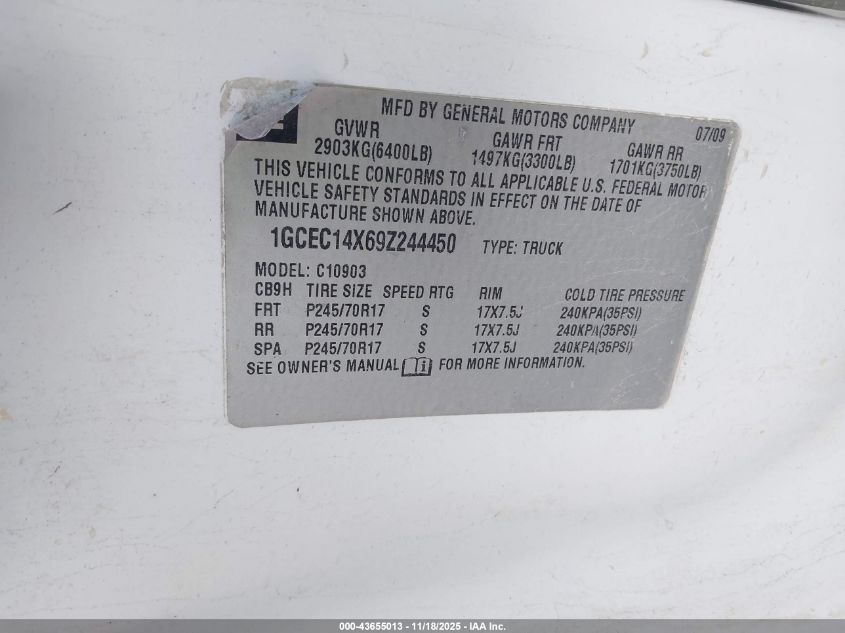 MFD BY GENERAL MOTORS COMPANY 07/09
GVWR GAWR FRT GAWR RR
2903KG(6400LB) 1497KG(3300LB) 1701KG(3750LB)
THIS VEHICLE CONFORMS TO ALL APPLICABLE U.S. FEDERAL MOTOR
VEHICLE SAFETY STANDARDS IN EFFECT ON THE DATE OF
MANUFACTURE SHOWN ABOVE.
1GCEC14X69Z244450 TYPE: TRUCK
MODEL: C10903
CB9H TIRE SIZE SPEED RTG RIM COLD TIRE PRESSURE
FRT P245/70R17 S 17X7.5J 240KPA(35PSI)
RR P245/70R17 S 17X7.5J 240KPA(35PSI)
SPA P245/70R17 S 17X7.5J 240KPA(35PSI)
SEE OWNER'S MANUAL i FOR MORE INFORMATION.
000-43655013 - 11/18/2025 - IAA Inc.